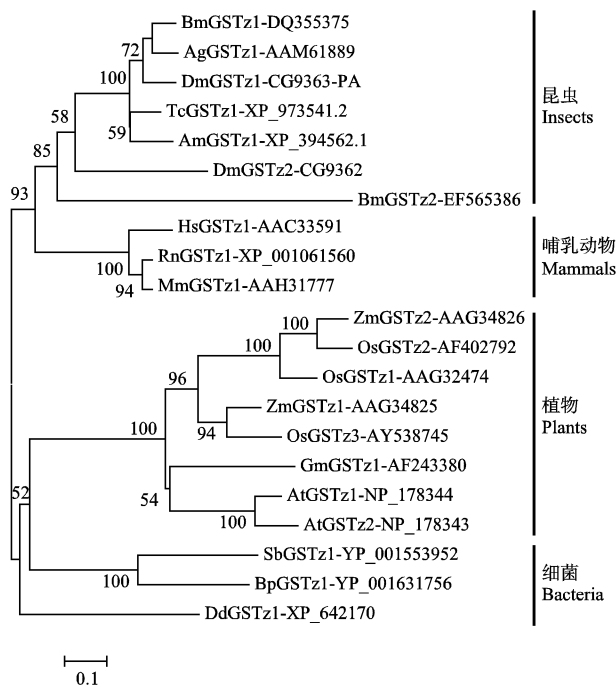 BmGSTz1-DQ355375
72
AgGSTz1-AAM61889
DmGSTz1-CG9363-PA
100
昆虫
Insects
TcGSTz1-XP_973541.2
58
59
AmGSTz1-XP_394562.1
85
DmGSTz2-CG9362
93
BmGSTz2-EF565386
HsGSTz1-AAC33591
哺乳动物
Mammals
RnGSTz1-XP_001061560
100
94
MmGSTz1-AAH31777
ZmGSTz2-AAG34826
100
100
OsGSTz2-AF402792
96
OsGSTz1-AAG32474
植物
Plants
ZmGSTz1-AAG34825
100
94
OsGSTz3-AY538745
GmGSTz1-AF243380
52
54
AtGSTz1-NP_178344
100
AtGSTz2-NP_178343
SbGSTz1-YP_001553952
100
BpGSTz1-YP_001631756
细菌
Bacteria
DdGSTz1-XP_642170
0.1